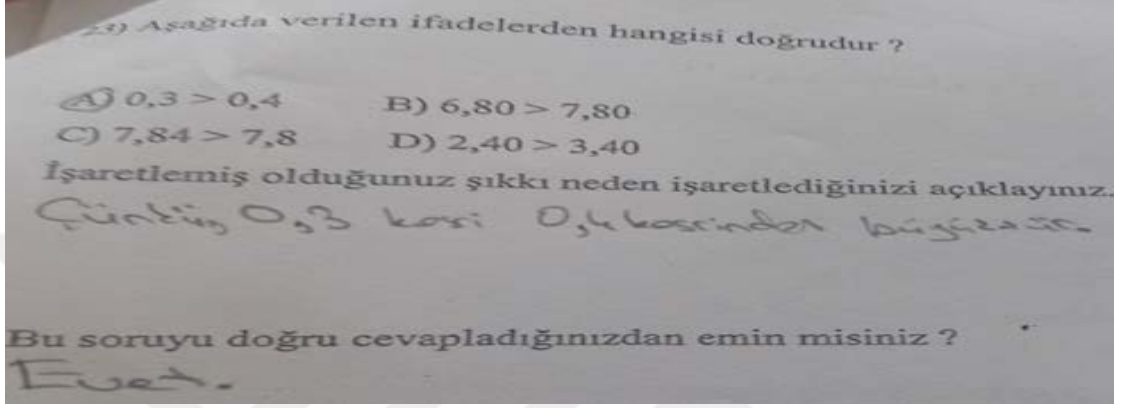 23) Aşağıda verilen ifadelerden hangisi doğrudur ?
A) 0,3 > 0,4 B) 6,80 > 7,80
C) 7,84 > 7,8 D) 2,40 > 3,40
İşaretlemiş olduğunuz şıkkı neden işaretlediğinizi açıklayınız.
Çünkü, 0,3 kesri 0,4 kesrinden
Bu soruyu doğru cevapladığınızdan emin misiniz ?
Evet.